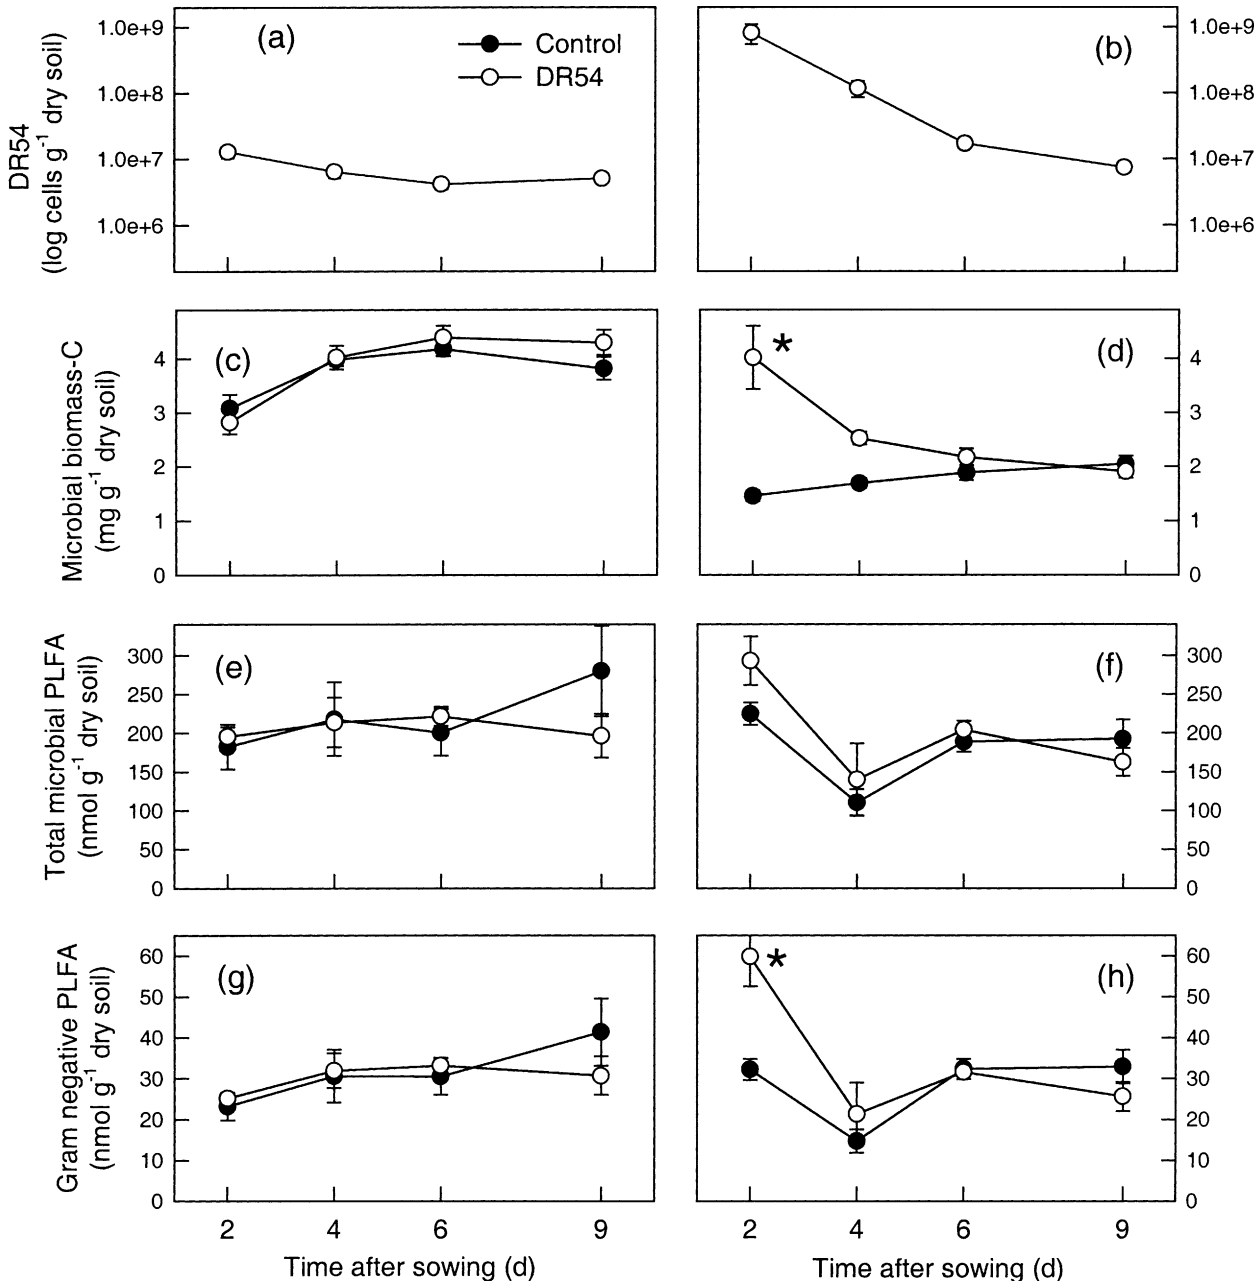 (a)
Control
DR54
1.0e+9
1.0e+8
1.0e+7
1.0e+6
DR54
(log cells g-1 dry soil)
(b)
1.0e+9
1.0e+8
1.0e+7
1.0e+6
(c)
4
3
2
1
0
Microbial biomass-C
(mg g-1 dry soil)
*
(d)
4
3
2
1
0
(e)
300
250
200
150
100
50
0
Total microbial PLFA
(nmol g-1 dry soil)
(f)
300
250
200
150
100
50
0
(g)
60
50
40
30
20
10
0
Gram negative PLFA
(nmol g-1 dry soil)
2 4 6 9
Time after sowing (d)
*
(h)
60
50
40
30
20
10
0
2 4 6 9
Time after sowing (d)